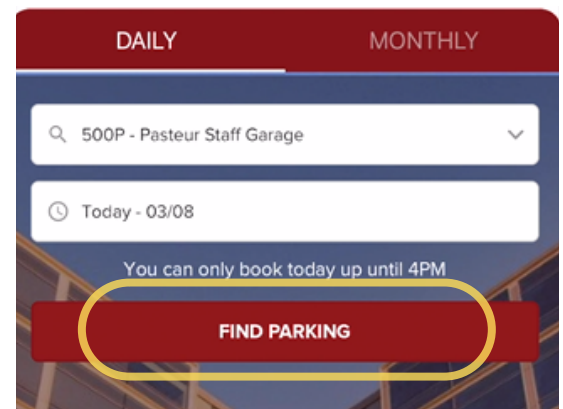 DAILY MONTHLY
500P - Pasteur Staff Garage
Today - 03/08
You can only book today up until 4PM
FIND PARKING